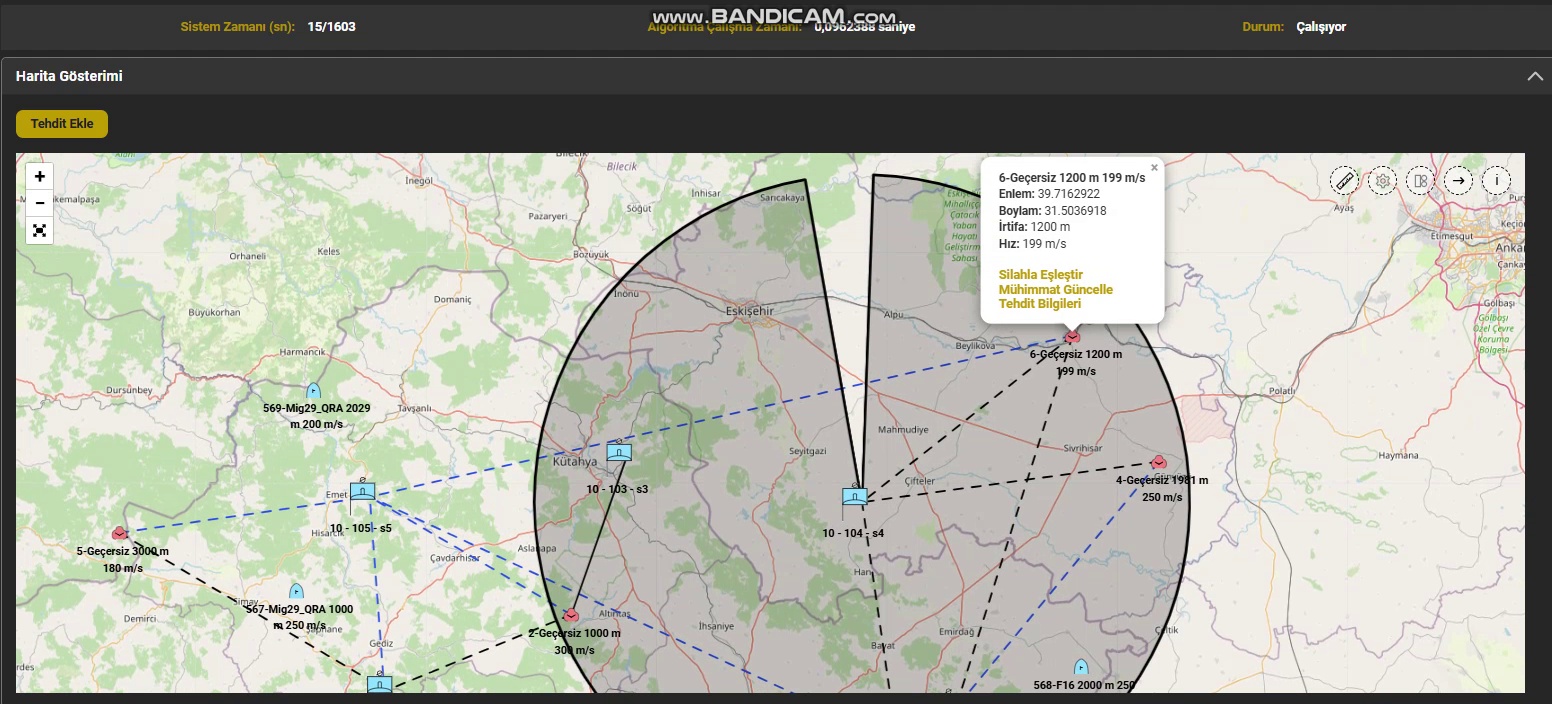 www.BANDICAM.com
Sistem Zamanı (sn): 15/1603
Algoritma Çalışma Zamanı: 0,0962388 saniye
Durum: Çalışıyor
Harita Gösterimi
Tehdit Ekle
+
−
Bilecik
Bilecik
İnegöl
Inhisar
Sarıcakaya
Söğüt
Pazaryeri
Keles
Orhaneli
Bozüyük
İnönü
Domaniç
Büyükorhan
Eskişehir
Alpu
Harmancık
Dursunbey
Tavşanlı
Beylikova
Ayaş
Etimesgut
Gölbaşı
Gölbaşı
Özel Çevre
Koruma
Bölgesi
Polatlı
Haymana
6-Geçersiz 1200 m 199 m/s
×
Enlem: 39.7162922
Boylam: 31.5036918
İrtifa: 1200 m
Hız: 199 m/s
Silahla Eşleştir
Mühimmat Güncelle
Tehdit Bilgileri
6-Geçersiz 1200 m
199 m/s
569-Mig29_QRA 2029
m 200 m/s
Mahmudiye
Seyitgazi
Sivrihisar
Kütahya
10 - 103 - s3
Çifteler
4-Geçersiz 1981 m
250 m/s
Emet
10 - 105 - s5
Hisarcık
10 - 104 - s4
5-Geçersiz 3000 m
180 m/s
Çavdarhisar
Aslanapa
Han
Simav
567-Mig29_QRA 1000
m 250 m/s
Şaphane
Demirci
Gediz
Altıntaş
2-Geçersiz 1000 m
300 m/s
İhsaniye
Bayat
Emirdağ
Çeltik
568-F16 2000 m 250